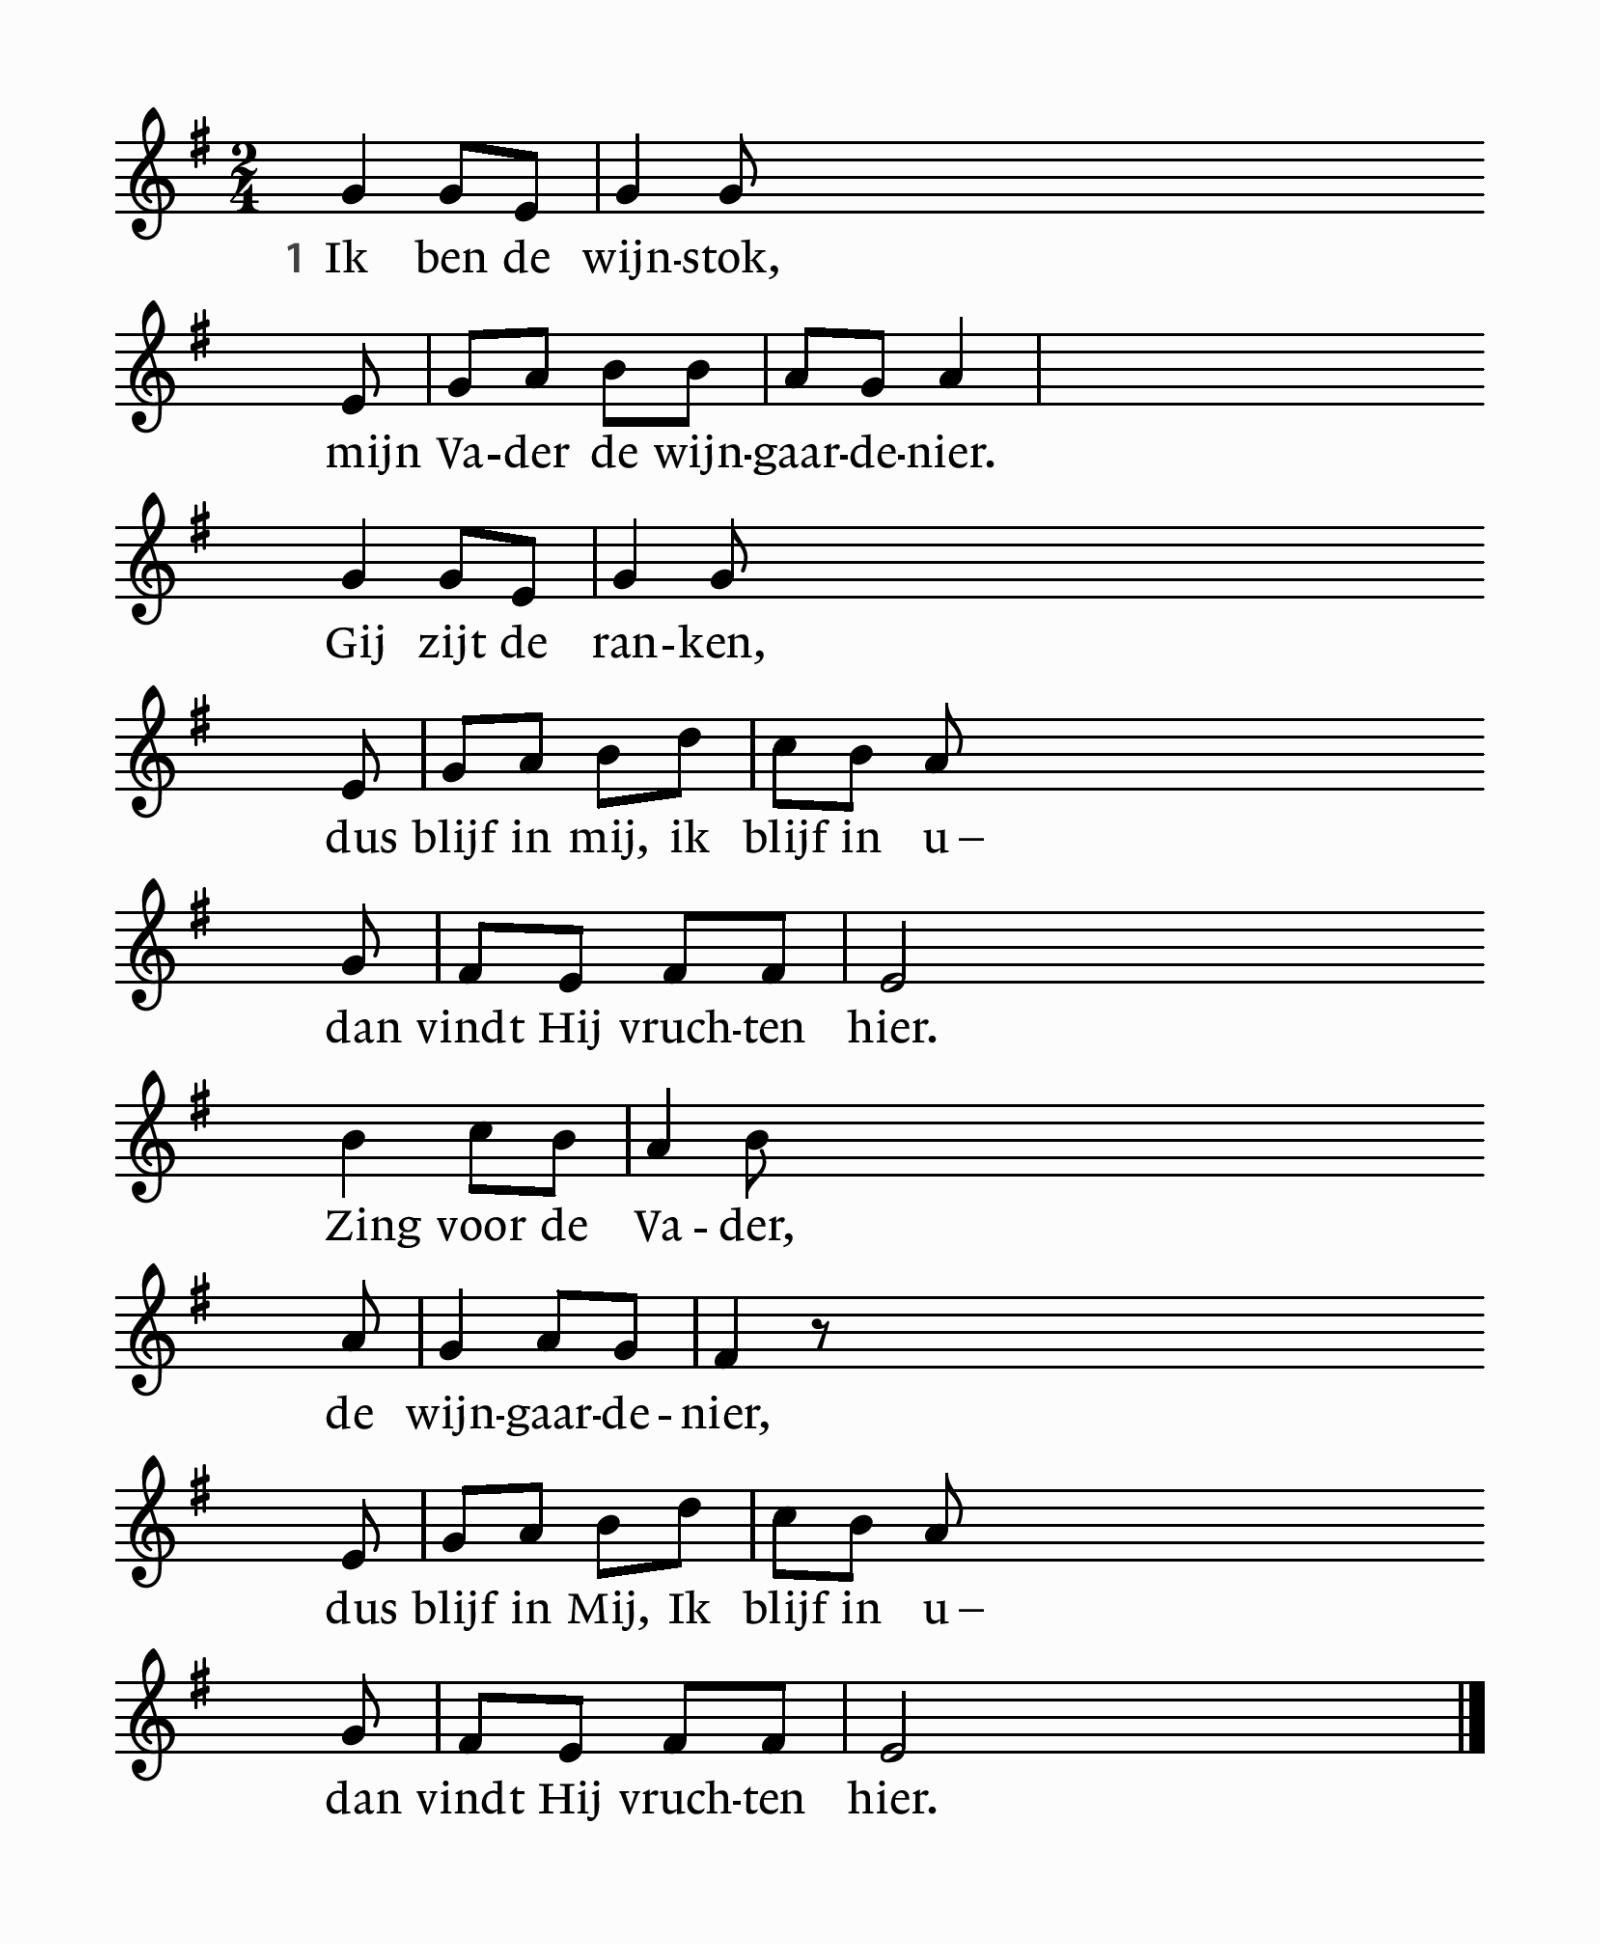 2/4
1 Ik ben de wijn-stok,
mijn Va-der de wijn-gaar-de-nier.
Gij zijt de ran-ken,
dus blijf in mij, ik blijf in u –
dan vindt Hij vruch-ten hier.
Zing voor de Va - der,
de wijn-gaar-de - nier,
dus blijf in Mij, Ik blijf in u –
dan vindt Hij vruch-ten hier.